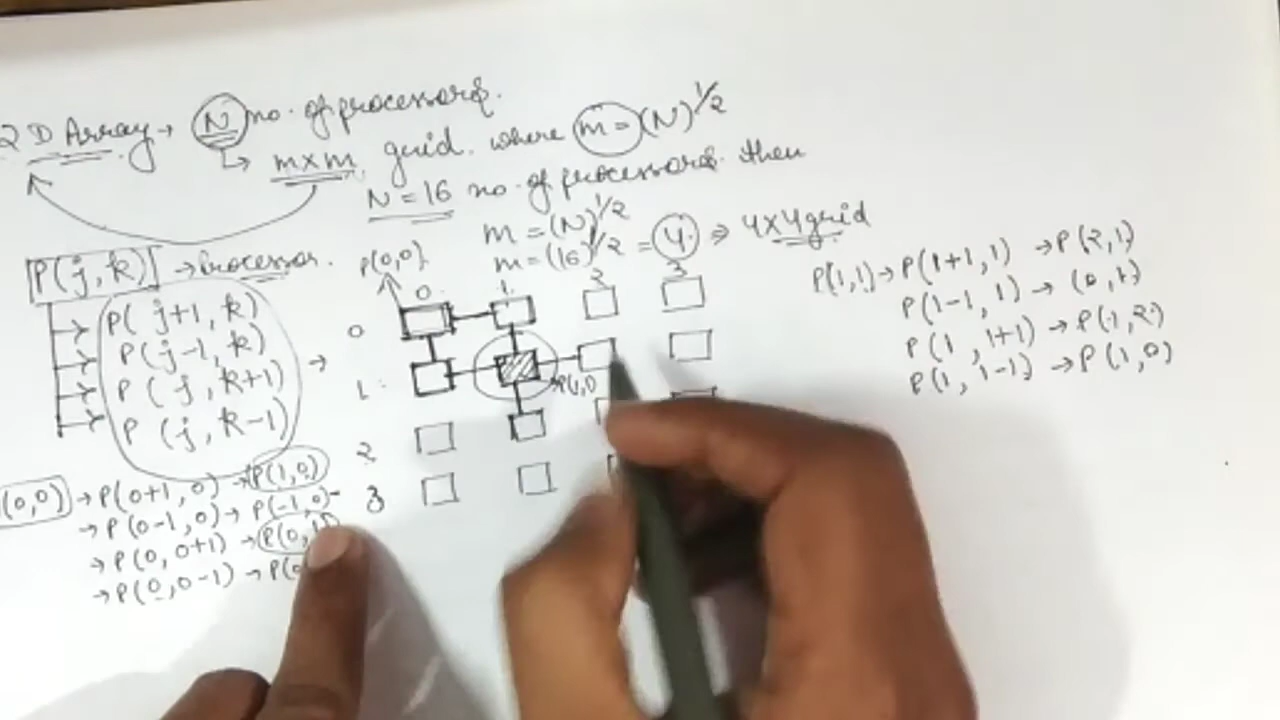 2D Array → N no. of processors.
↳ m×m grid. where m = (N)^1/2
N = 16 no. of processors. then
m = (N)^1/2
m = (16)^1/2 = 4. ⇒ 4×4 grid
P(j,k) → Processor.
P( j+1, k)
P( j-1, k)
P( j, k+1)
P (j, k-1)
(0,0) → P(0+1, 0) → P(1,0)
→ P(0-1, 0) → P(-1,0)
→ P(0, 0+1) → P(0,1)
→ P(0, 0-1) → P(0
P(0,0)
0 1 2 3
0
1
2
3
P(1,1) → P(1+1, 1) → P(2,1)
P(1-1, 1) → (0,1)
P(1, 1+1) → P(1,2)
P(1, 1-1) → P(1,0)